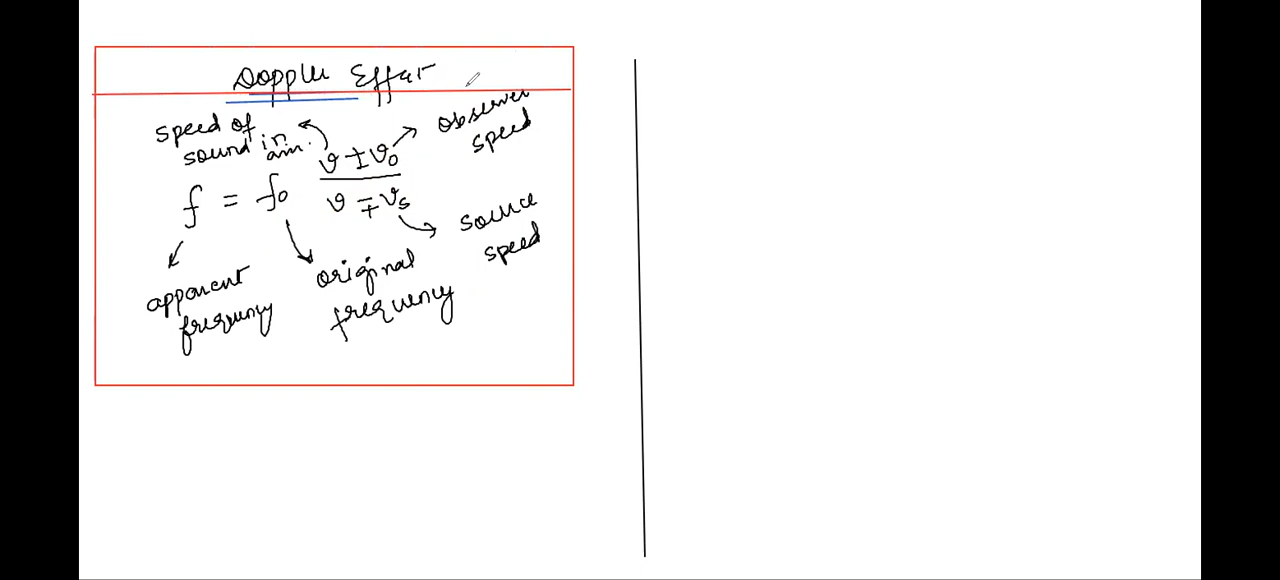 Doppler Effect
speed of
sound in
air.
observer
speed
f = f₀ (v ± v₀) / (v ∓ vₛ)
source
speed
apparent
frequency
original
frequency